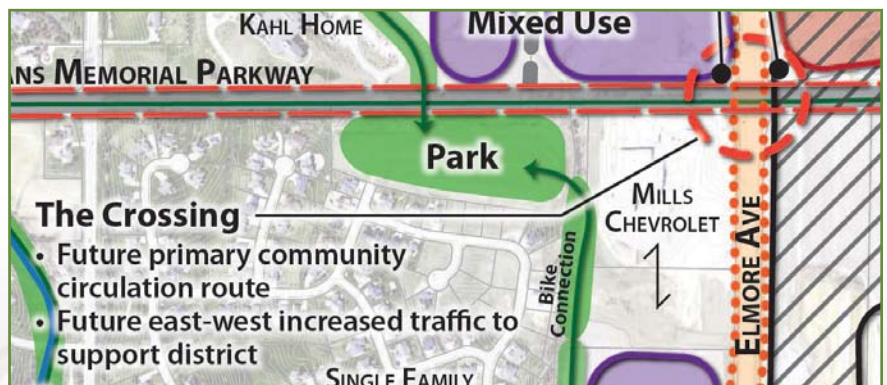 KAHL HOME
Mixed Use
ANS MEMORIAL PARKWAY
Park
The Crossing
• Future primary community
circulation route
• Future east-west increased traffic to
support district
MILLS
CHEVROLET
ELMORE AVE
Bike
Connection
SINGLE FAMILY